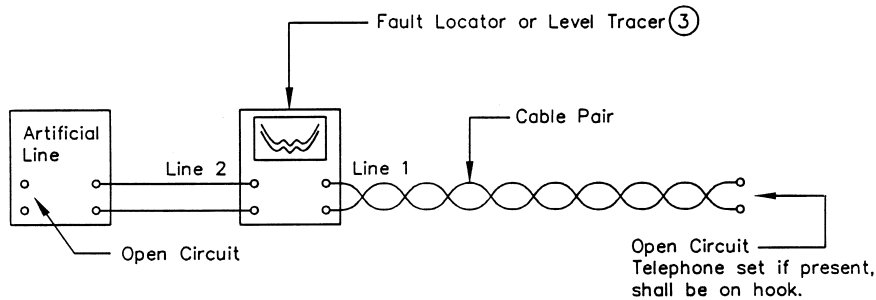 Fault Locator or Level Tracer 3
Cable Pair
Artificial
Line
Line 2
Line 1
Open Circuit
Open Circuit
Telephone set if present,
shall be on hook.